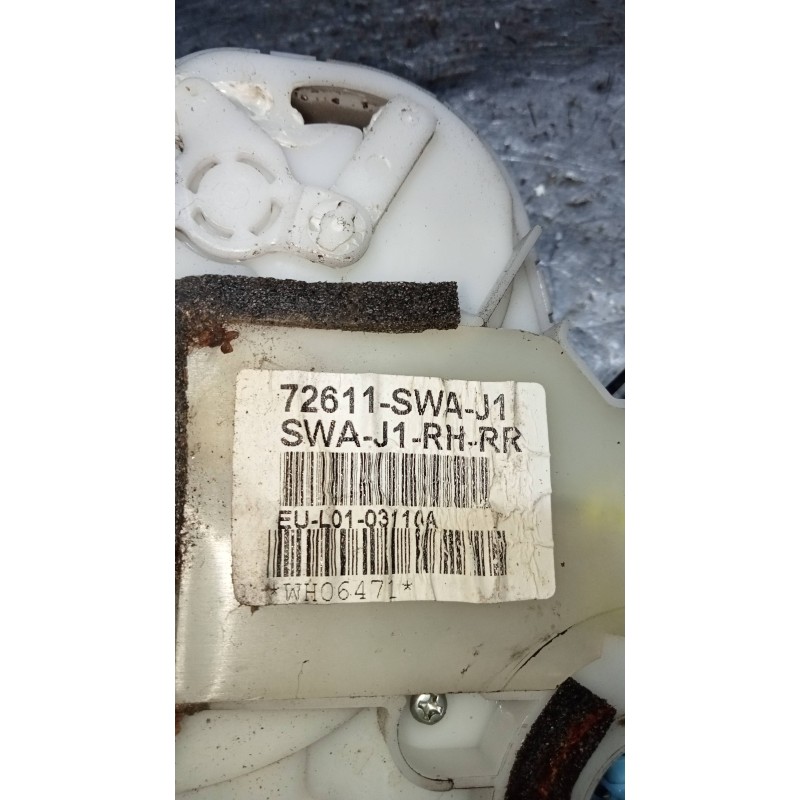 72611-SWA-J1
SWA-J1-RH-RR
EU-L01-03110A
*WH06471*